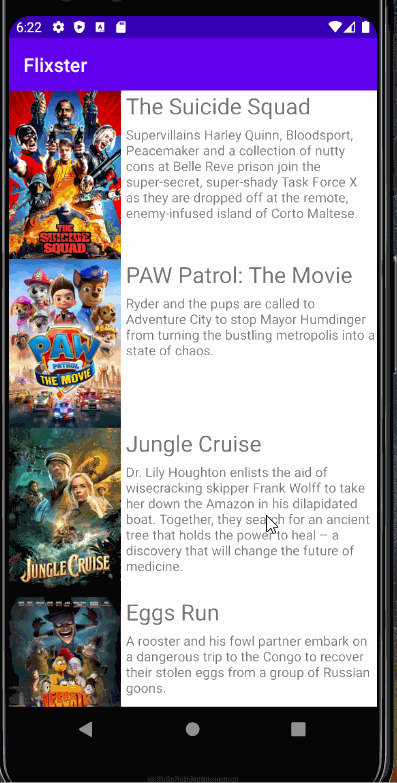 6:22
Flixster
The Suicide Squad
Supervillains Harley Quinn, Bloodsport,
Peacemaker and a collection of nutty
cons at Belle Reve prison join the
super-secret, super-shady Task Force X
as they are dropped off at the remote,
enemy-infused island of Corto Maltese.
THE
SUICIDE
SQUAD
PAW Patrol: The Movie
Ryder and the pups are called to
Adventure City to stop Mayor Humdinger
from turning the bustling metropolis into a
state of chaos.
PAW
PATROL
THE MOVIE
Jungle Cruise
Dr. Lily Houghton enlists the aid of
wisecracking skipper Frank Wolff to take
her down the Amazon in his dilapidated
boat. Together, they search for an ancient
tree that holds the power to heal – a
discovery that will change the future of
medicine.
JUNGLE CRUISE
Eggs Run
A rooster and his fowl partner embark on
a dangerous trip to the Congo to recover
their stolen eggs from a group of Russian
goons.